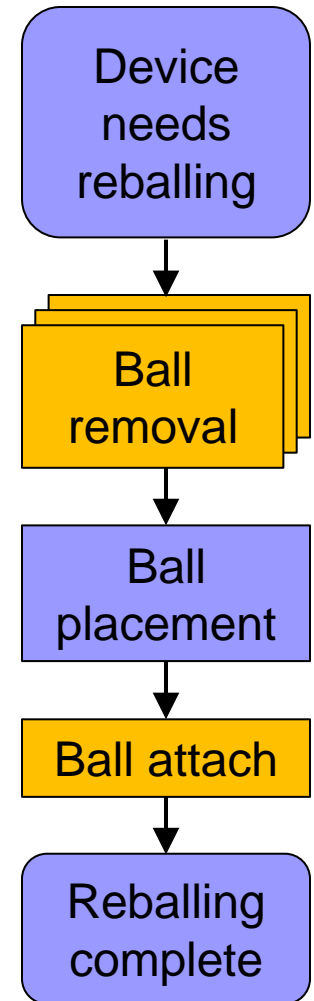 Device
needs
reballing
Ball
removal
Ball
placement
Ball attach
Reballing
complete